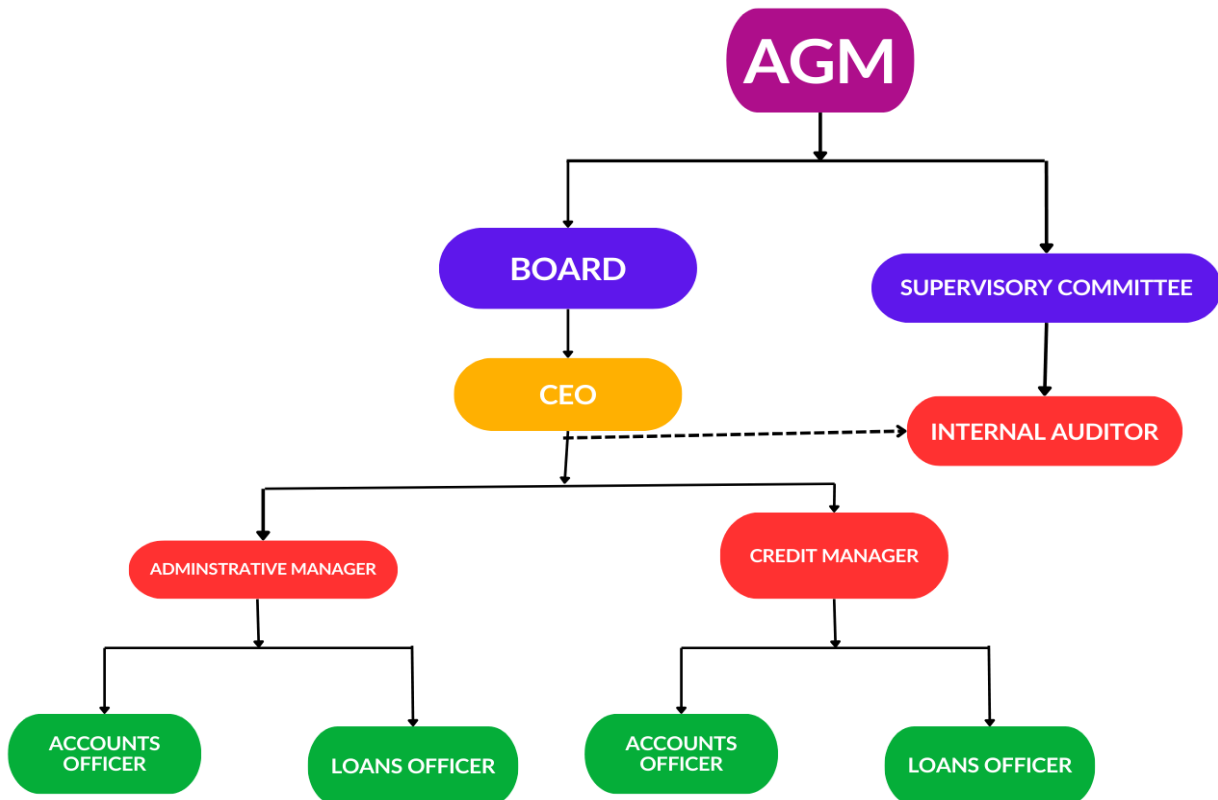 AGM
BOARD
SUPERVISORY COMMITTEE
CEO
INTERNAL AUDITOR
ADMINSTRATIVE MANAGER
CREDIT MANAGER
ACCOUNTS
OFFICER
LOANS OFFICER
ACCOUNTS
OFFICER
LOANS OFFICER